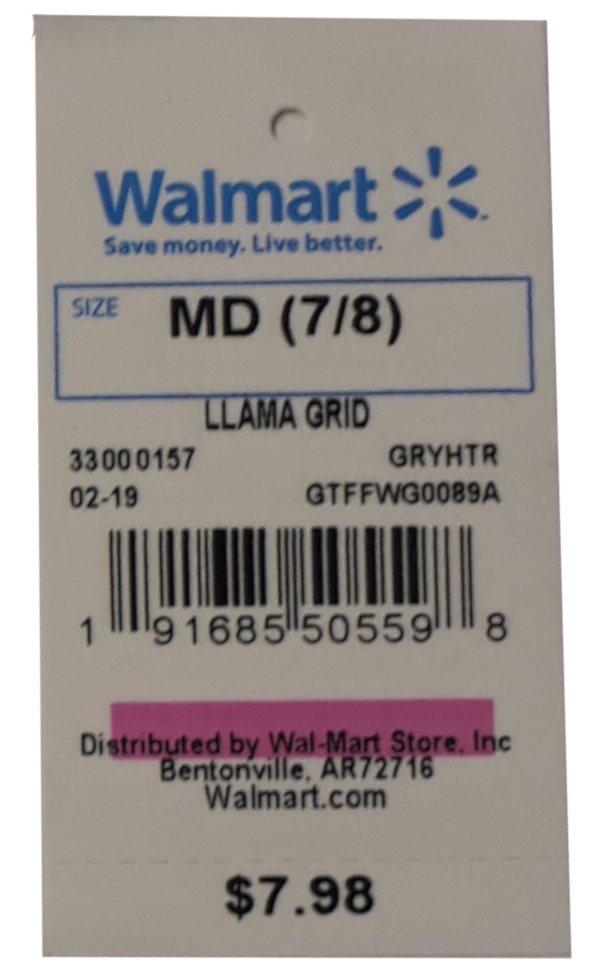 Walmart
Save money. Live better.
SIZE MD (7/8)
LLAMA GRID
33000157 GRYHTR
02-19 GTFFWG0089A
1 91685 50559 8
Distributed by Wal-Mart Store, Inc
Bentonville, AR72716
Walmart.com
$7.98